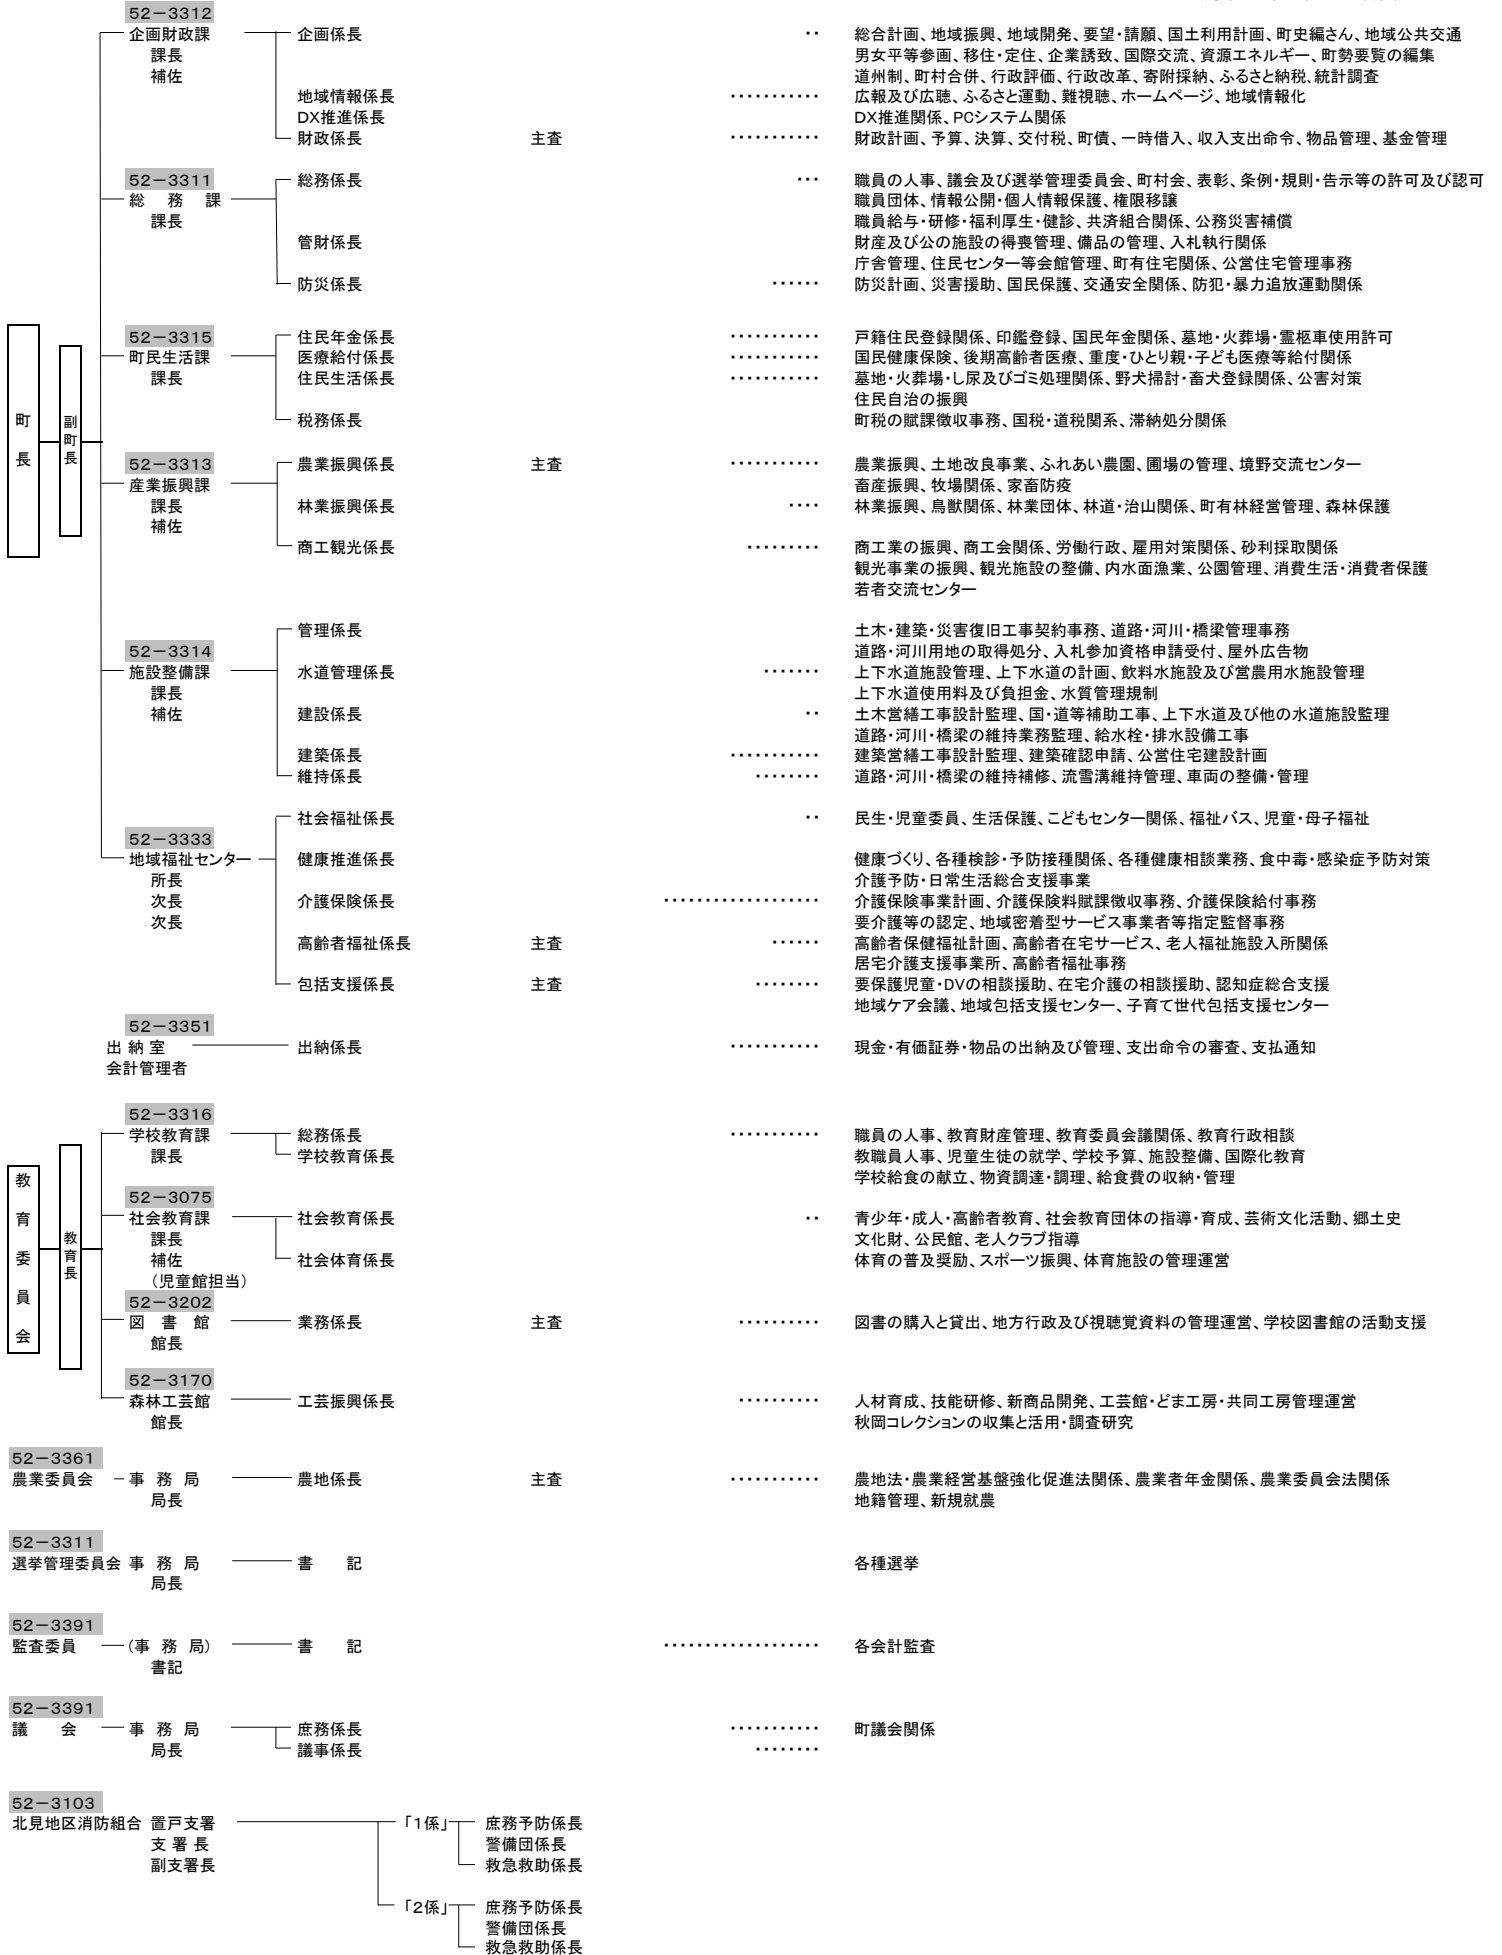 52－3312
企画財政課 企画係長 ‥ 総合計画、地域振興、地域開発、要望・請願、国土利用計画、町史編さん、地域公共交通
課長 男女平等参画、移住・定住、企業誘致、国際交流、資源エネルギー、町勢要覧の編集
補佐 道州制、町村合併、行政評価、行政改革、寄附採納、ふるさと納税、統計調査
地域情報係長 ・・・・・・・・・・・ 広報及び広聴、ふるさと運動、難視聴、ホームページ、地域情報化
DX推進係長 DX推進関係、PCシステム関係
財政係長 主査 ・・・・・・・・・・・ 財政計画、予算、決算、交付税、町債、一時借入、収入支出命令、物品管理、基金管理
52－3311
総務係長 ・・・ 職員の人事、議会及び選挙管理委員会、町村会、表彰、条例・規則・告示等の許可及び認可
総　務　課 職員団体、情報公開・個人情報保護、権限移譲
課長 職員給与・研修・福利厚生・健診、共済組合関係、公務災害補償
管財係長 財産及び公の施設の得喪管理、備品の管理、入札執行関係
庁舎管理、住民センター等会館管理、町有住宅関係、公営住宅管理事務
防災係長 ・・・・・・ 防災計画、災害援助、国民保護、交通安全関係、防犯・暴力追放運動関係
52－3315
住民年金係長 ・・・・・・・・・・・ 戸籍住民登録関係、印鑑登録、国民年金関係、墓地・火葬場・霊柩車使用許可
町民生活課 医療給付係長 ・・・・・・・・・・・ 国民健康保険、後期高齢者医療、重度・ひとり親・子ども医療等給付関係
課長 住民生活係長 ・・・・・・・・・・・ 墓地・火葬場・し尿及びゴミ処理関係、野犬掃討・畜犬登録関係、公害対策
住民自治の振興
税務係長 町税の賦課徴収事務、国税・道税関系、滞納処分関係
町長
副町長
52－3313
農業振興係長 主査 ・・・・・・・・・・・ 農業振興、土地改良事業、ふれあい農園、圃場の管理、境野交流センター
産業振興課 畜産振興、牧場関係、家畜防疫
課長 林業振興係長 ・・・・ 林業振興、鳥獣関係、林業団体、林道・治山関係、町有林経営管理、森林保護
補佐
商工観光係長 ・・・・・・・・・ 商工業の振興、商工会関係、労働行政、雇用対策関係、砂利採取関係
観光事業の振興、観光施設の整備、内水面漁業、公園管理、消費生活・消費者保護
若者交流センター
管理係長 土木・建築・災害復旧工事契約事務、道路・河川・橋梁管理事務
52－3314 道路・河川用地の取得処分、入札参加資格申請受付、屋外広告物
施設整備課 水道管理係長 ・・・・・・・ 上下水道施設管理、上下水道の計画、飲料水施設及び営農用水施設管理
課長 上下水道使用料及び負担金、水質管理規制
補佐 建設係長 ‥ 土木営繕工事設計監理、国・道等補助工事、上下水道及び他の水道施設監理
道路・河川・橋梁の維持業務監理、給水栓・排水設備工事
建築係長 ・・・・・・・・・・・ 建築営繕工事設計監理、建築確認申請、公営住宅建設計画
維持係長 ・・・・・・・・ 道路・河川・橋梁の維持補修、流雪溝維持管理、車両の整備・管理
社会福祉係長 ‥ 民生・児童委員、生活保護、こどもセンター関係、福祉バス、児童・母子福祉
52－3333
地域福祉センター 健康推進係長 健康づくり、各種検診・予防接種関係、各種健康相談業務、食中毒・感染症予防対策
所長 介護予防・日常生活総合支援事業
次長 介護保険係長 ・・・・・・・・・・・・・・・・・・ 介護保険事業計画、介護保険料賦課徴収事務、介護保険給付事務
次長 要介護等の認定、地域密着型サービス事業者等指定監督事務
高齢者福祉係長 主査 ・・・・・・ 高齢者保健福祉計画、高齢者在宅サービス、老人福祉施設入所関係
居宅介護支援事業所、高齢者福祉事務
包括支援係長 主査 ・・・・・・・・ 要保護児童・DVの相談援助、在宅介護の相談援助、認知症総合支援
地域ケア会議、地域包括支援センター、子育て世代包括支援センター
52－3351
出 納 室 出納係長 ・・・・・・・・・・・ 現金・有価証券・物品の出納及び管理、支出命令の審査、支払通知
会計管理者
52－3316
学校教育課 総務係長 ・・・・・・・・・・・ 職員の人事、教育財産管理、教育委員会議関係、教育行政相談
課長 学校教育係長 教職員人事、児童生徒の就学、学校予算、施設整備、国際化教育
学校給食の献立、物資調達・調理、給食費の収納・管理
教育委員会
教育長
52－3075
社会教育課 社会教育係長 ‥ 青少年・成人・高齢者教育、社会教育団体の指導・育成、芸術文化活動、郷土史
課長 文化財、公民館、老人クラブ指導
補佐 社会体育係長 体育の普及奨励、スポーツ振興、体育施設の管理運営
（児童館担当）
52－3202
図　書　館 業務係長 主査 ・・・・・・・・・・ 図書の購入と貸出、地方行政及び視聴覚資料の管理運営、学校図書館の活動支援
館長
52－3170
森林工芸館 工芸振興係長 ・・・・・・・・・・ 人材育成、技能研修、新商品開発、工芸館・どま工房・共同工房管理運営
館長 秋岡コレクションの収集と活用・調査研究
52－3361
農業委員会 事 務 局 農地係長 主査 ・・・・・・・・・・・ 農地法・農業経営基盤強化促進法関係、農業者年金関係、農業委員会法関係
局長 地籍管理、新規就農
52－3311
選挙管理委員会 事 務 局 書　　記 各種選挙
局長
52－3391
監査委員 （事 務 局） 書　　記 ・・・・・・・・・・・・・・・・・・ 各会計監査
書記
52－3391
議　　会 事 務 局 庶務係長 ・・・・・・・・・・・ 町議会関係
局長 議事係長 ・・・・・・・・
52－3103
北見地区消防組合 置戸支署 「1係」 庶務予防係長
支 署 長 警備団係長
副支署長 救急救助係長
「2係」 庶務予防係長
警備団係長
救急救助係長